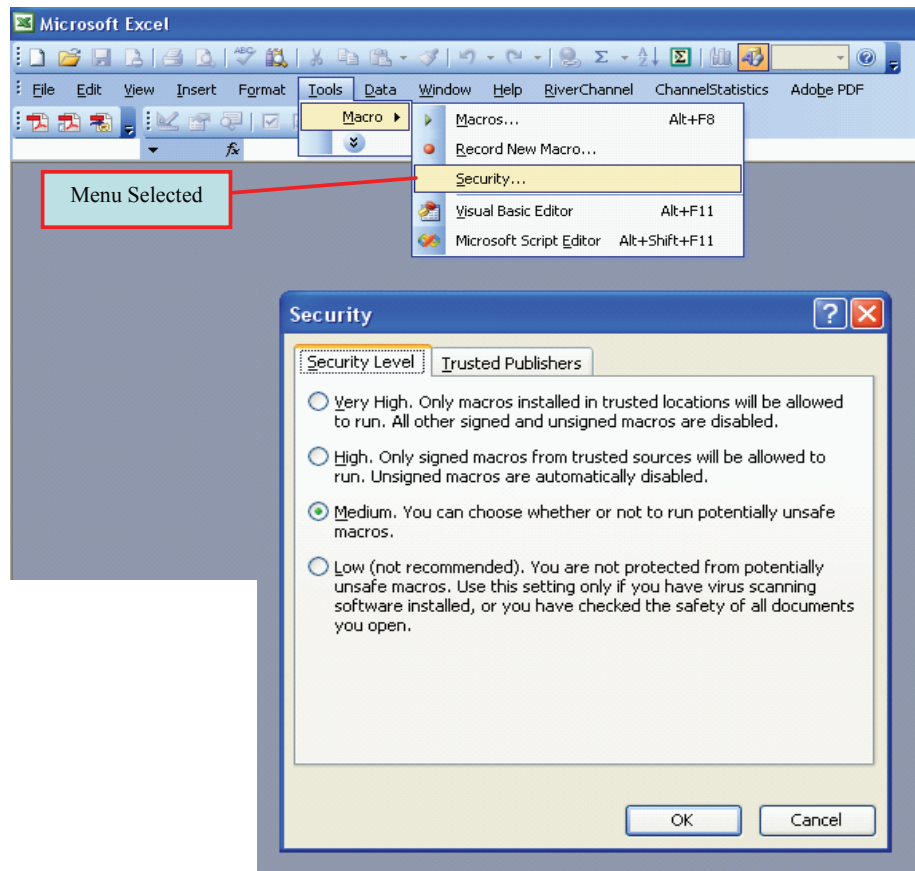 Microsoft Excel
ABC
File Edit View Insert Format Tools Data Window Help RiverChannel ChannelStatistics Adobe PDF
Macro
Macros... Alt+F8
fx
Record New Macro...
Security...
Menu Selected
Visual Basic Editor Alt+F11
Microsoft Script Editor Alt+Shift+F11
Security
Security Level Trusted Publishers
Very High. Only macros installed in trusted locations will be allowed
to run. All other signed and unsigned macros are disabled.
High. Only signed macros from trusted sources will be allowed to
run. Unsigned macros are automatically disabled.
Medium. You can choose whether or not to run potentially unsafe
macros.
Low (not recommended). You are not protected from potentially
unsafe macros. Use this setting only if you have virus scanning
software installed, or you have checked the safety of all documents
you open.
OK Cancel